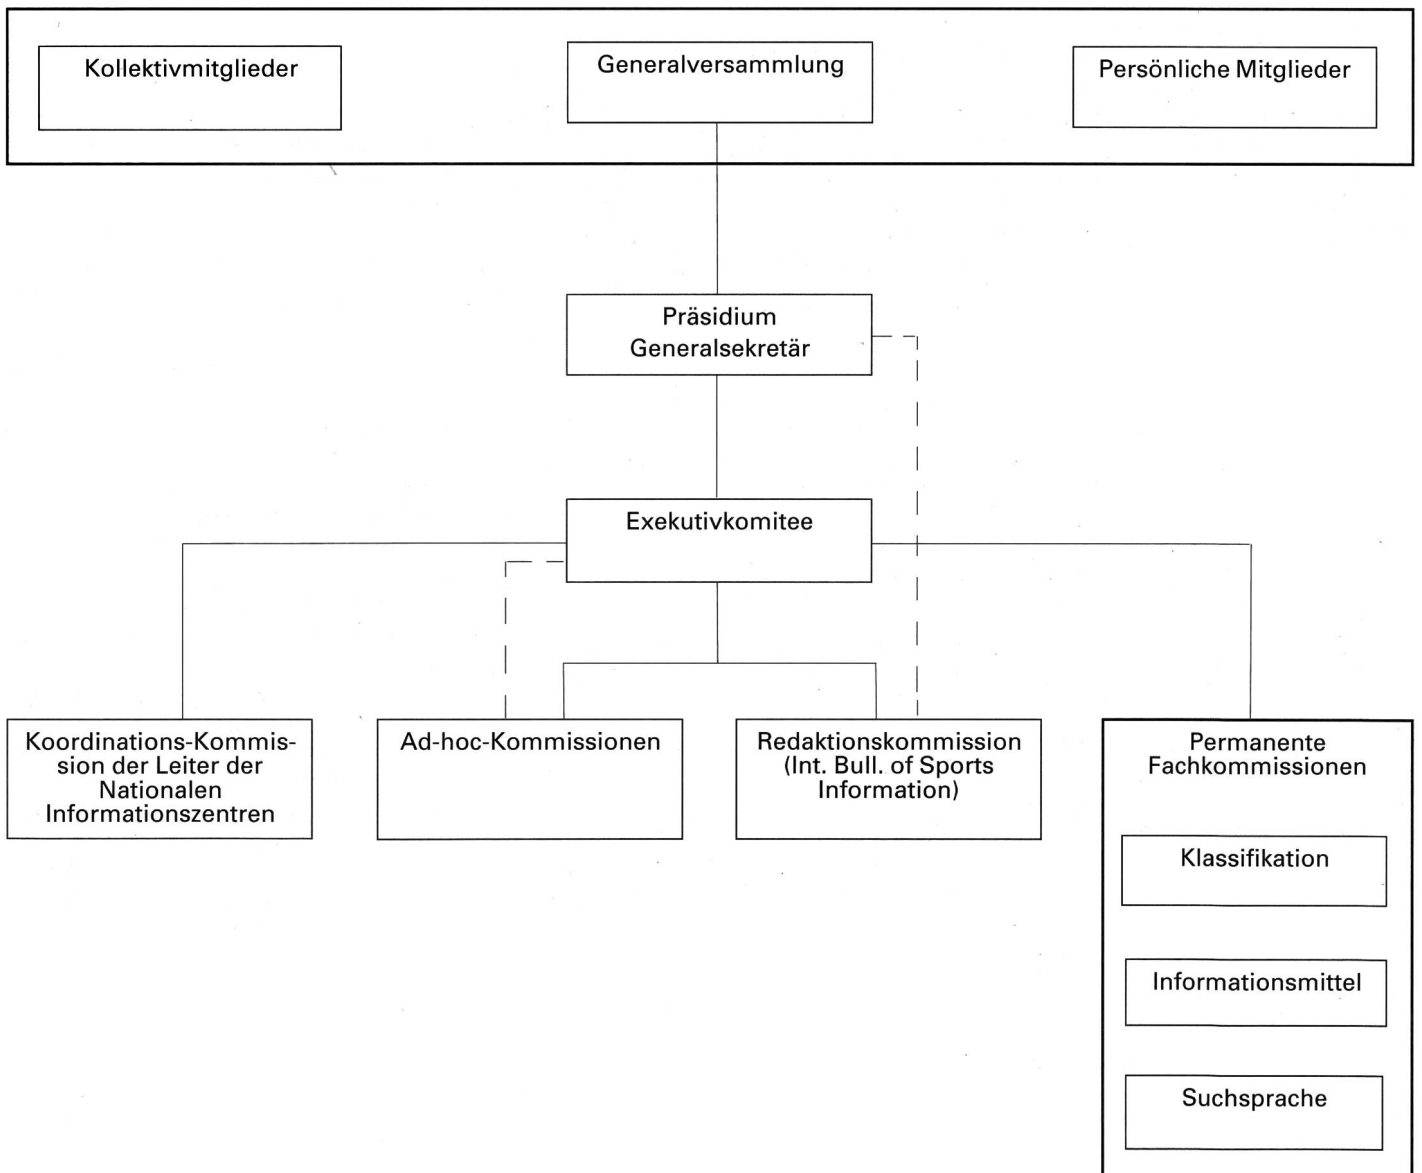 Kollektivmitglieder
Generalversammlung
Persönliche Mitglieder
Präsidium
Generalsekretär
Exekutivkomitee
Koordinations-Kommis-
sion der Leiter der
Nationalen
Informationszentren
Ad-hoc-Kommissionen
Redaktionskommission
(Int. Bull. of Sports
Information)
Permanente
Fachkommissionen
Klassifikation
Informationsmittel
Suchsprache